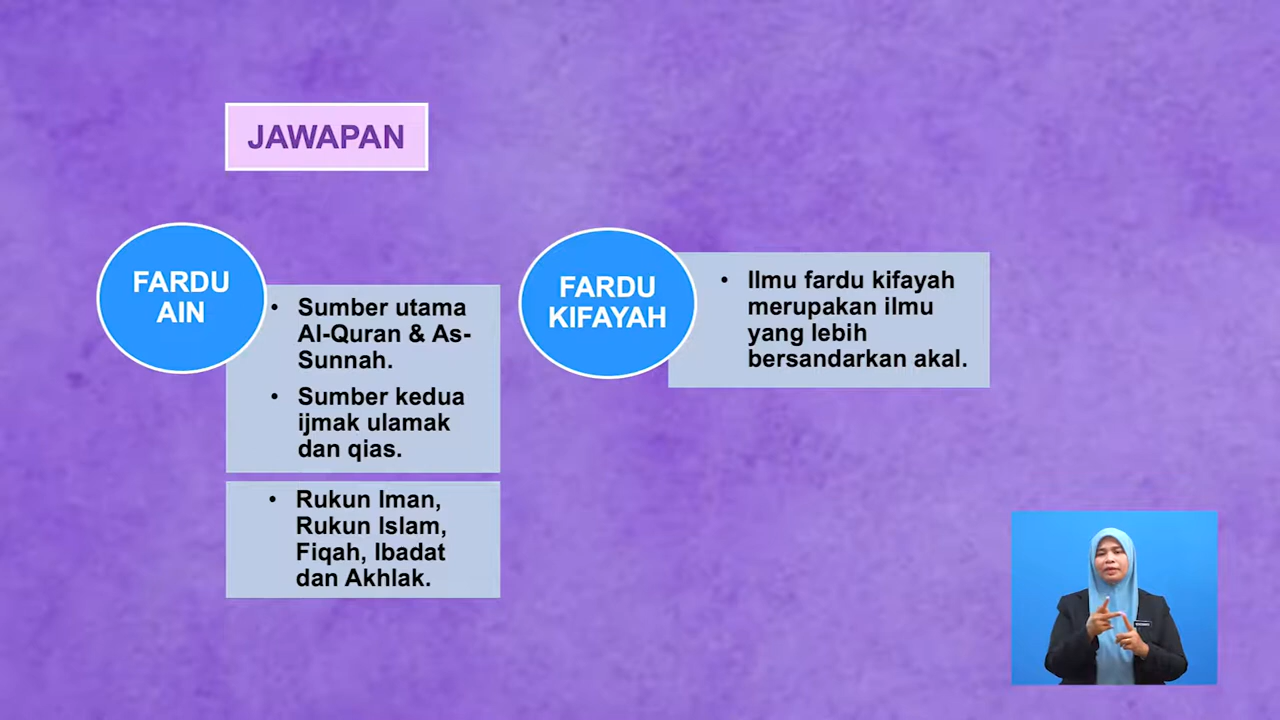 JAWAPAN
FARDU
AIN
• Sumber utama
Al-Quran & As-
Sunnah.
• Sumber kedua
ijmak ulamak
dan qias.
• Rukun Iman,
Rukun Islam,
Fiqah, Ibadat
dan Akhlak.
FARDU
KIFAYAH
• Ilmu fardu kifayah
merupakan ilmu
yang lebih
bersandarkan akal.